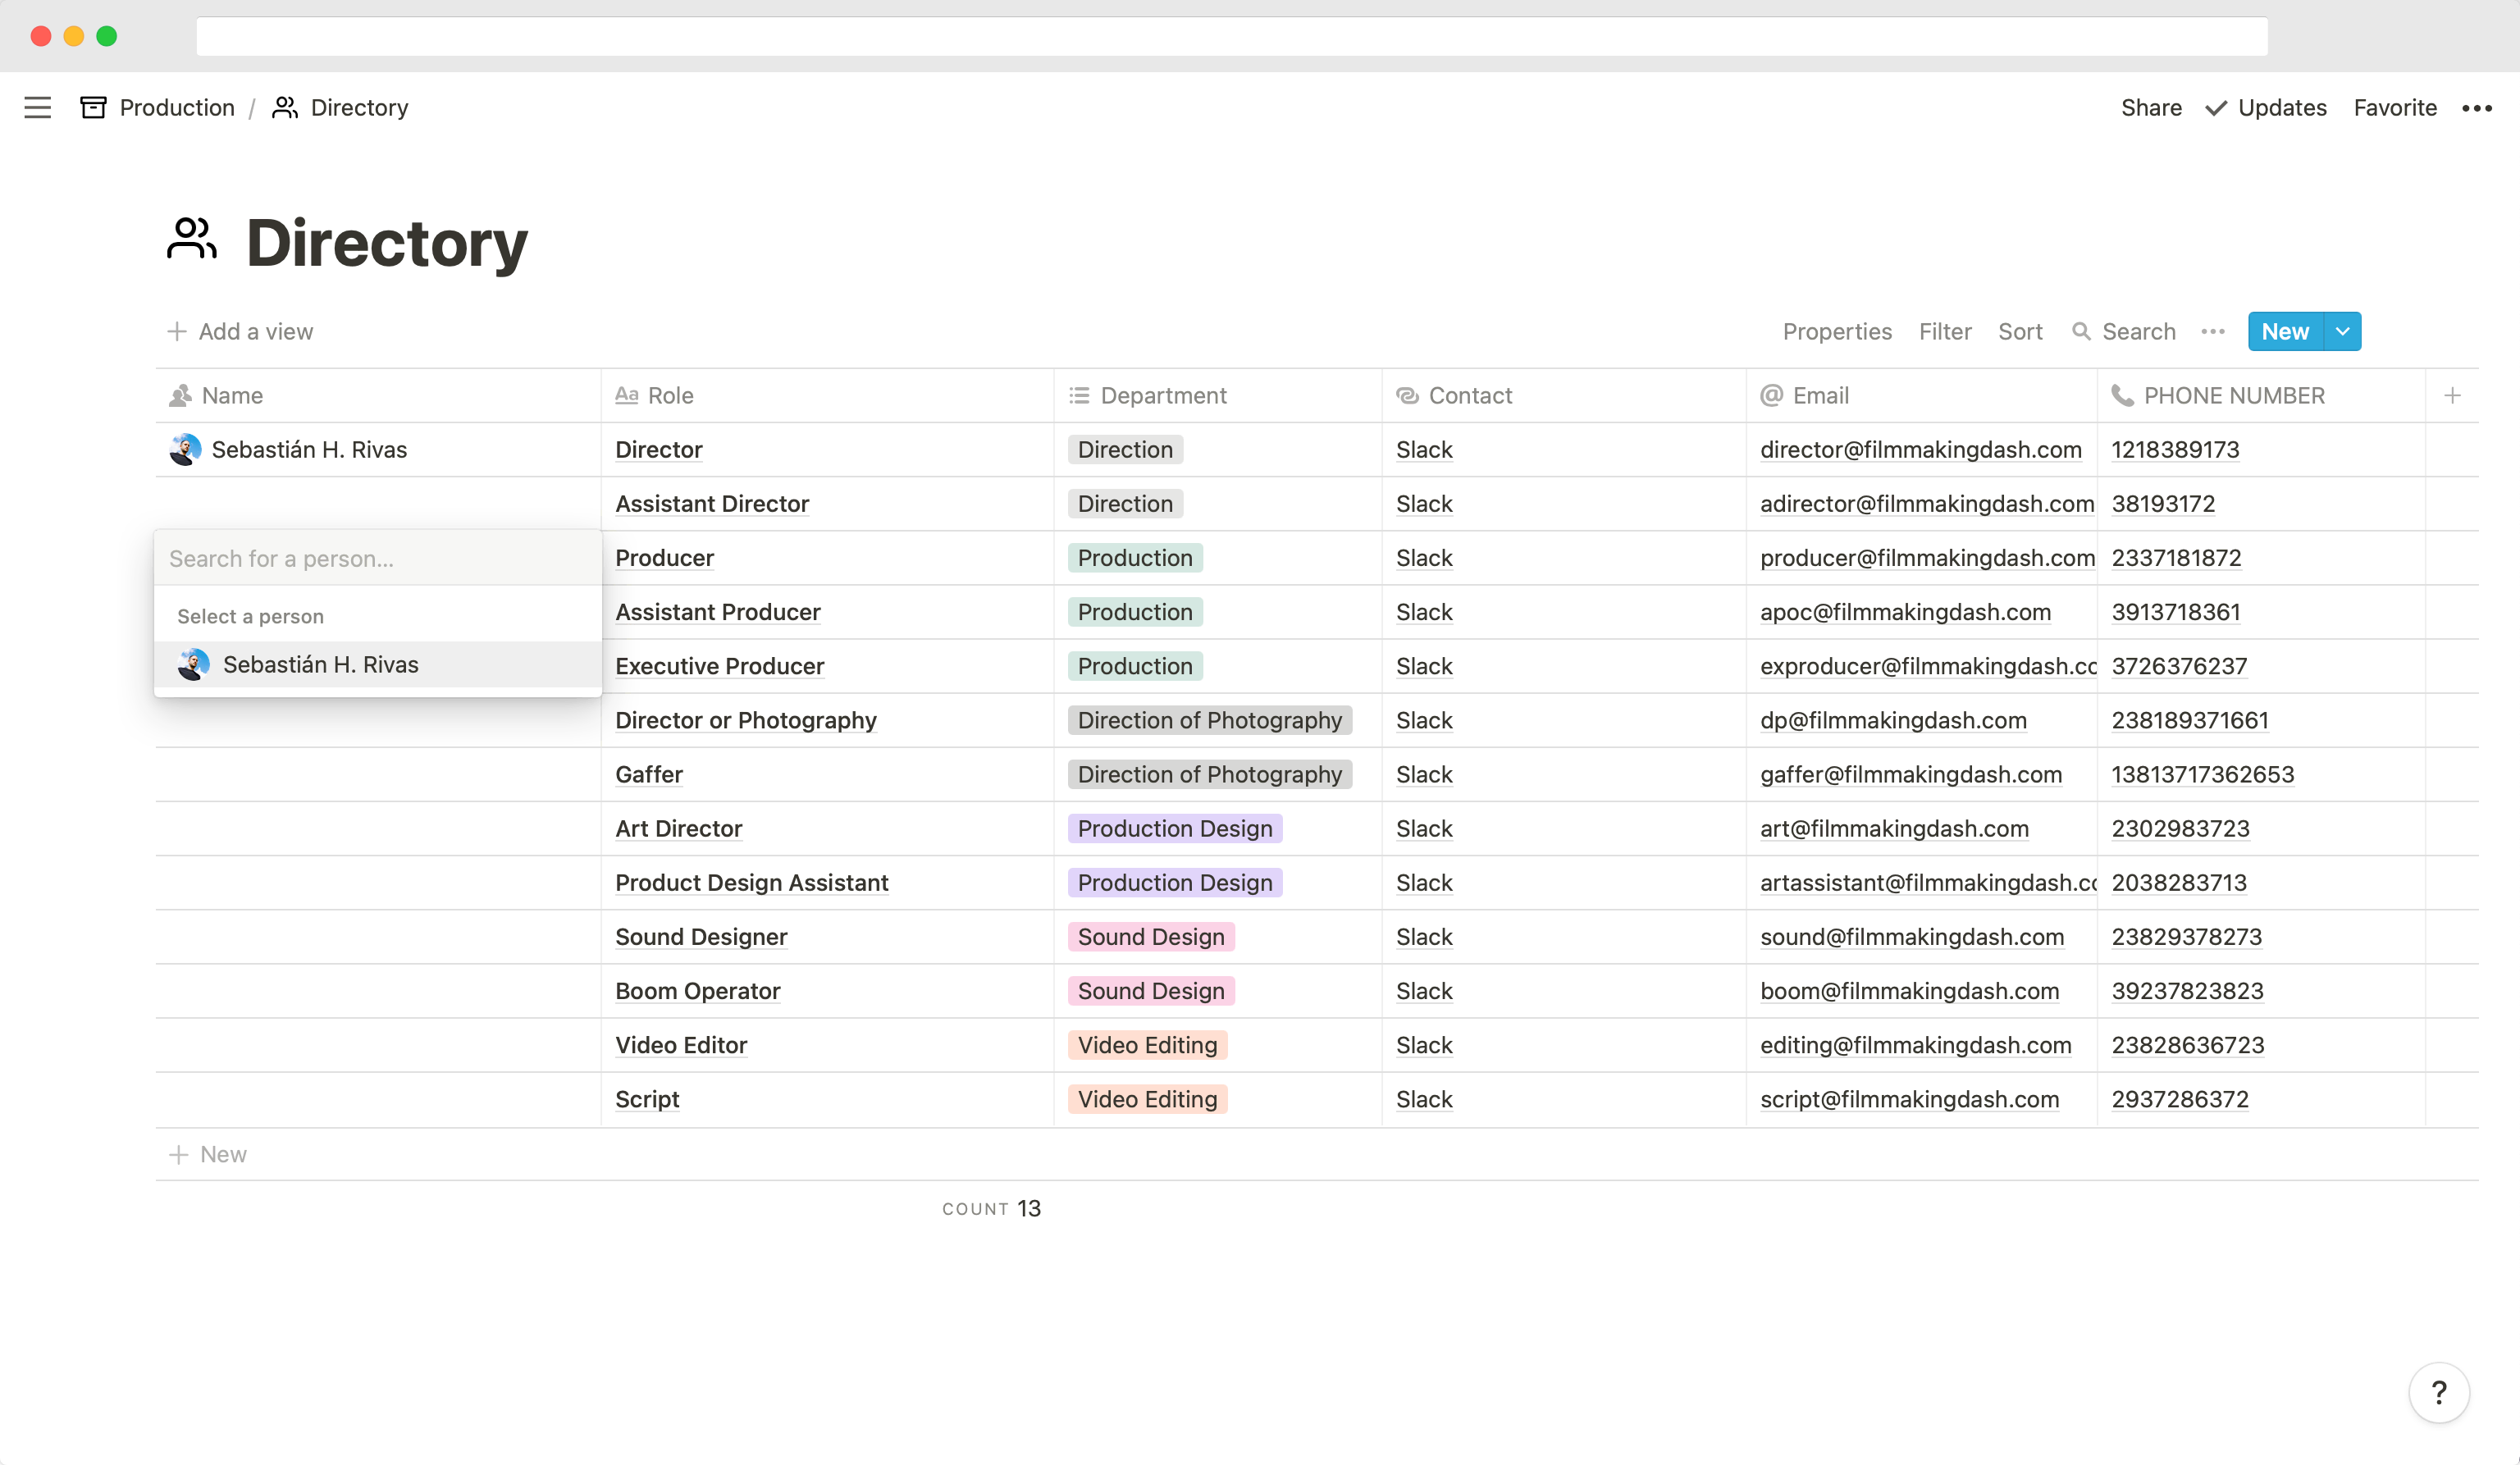 Production / Directory
Share Updates Favorite •••
Directory
Add a view
Properties Filter Sort Search ••• New
Name Aa Role Department Contact @ Email PHONE NUMBER
Sebastián H. Rivas Director Direction Slack director@filmmakingdash.com 1218389173
Assistant Director Direction Slack adirector@filmmakingdash.com 38193172
Search for a person... Producer Production Slack producer@filmmakingdash.com 2337181872
Select a person Assistant Producer Production Slack apoc@filmmakingdash.com 3913718361
Sebastián H. Rivas Executive Producer Production Slack exproducer@filmmakingdash.co 3726376237
Director or Photography Direction of Photography Slack dp@filmmakingdash.com 238189371661
Gaffer Direction of Photography Slack gaffer@filmmakingdash.com 13813717362653
Art Director Production Design Slack art@filmmakingdash.com 2302983723
Product Design Assistant Production Design Slack artassistant@filmmakingdash.co 2038283713
Sound Designer Sound Design Slack sound@filmmakingdash.com 23829378273
Boom Operator Sound Design Slack boom@filmmakingdash.com 39237823823
Video Editor Video Editing Slack editing@filmmakingdash.com 23828636723
Script Video Editing Slack script@filmmakingdash.com 2937286372
New
COUNT 13
?